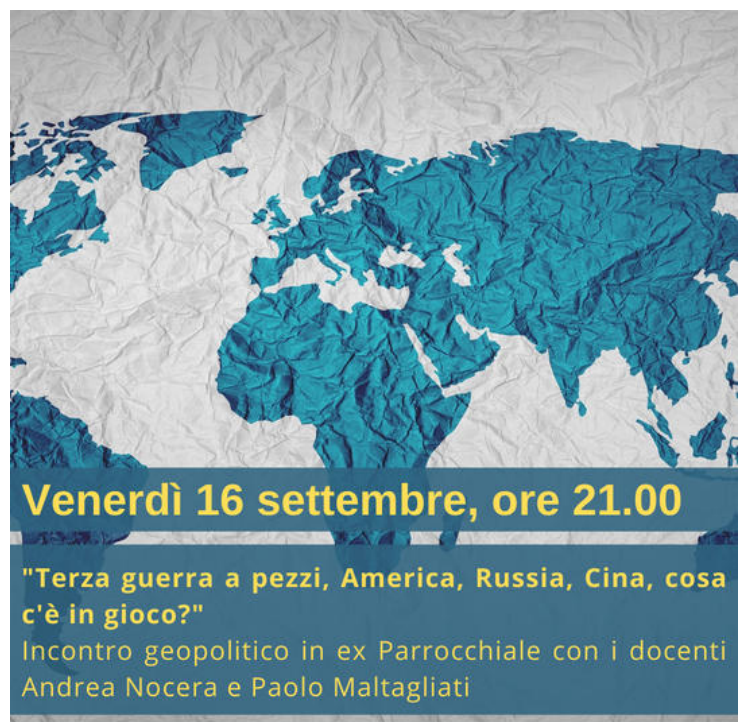 Venerdì 16 settembre, ore 21.00
"Terza guerra a pezzi, America, Russia, Cina, cosa
c'è in gioco?"
Incontro geopolitico in ex Parrocchiale con i docenti
Andrea Nocera e Paolo Maltagliati